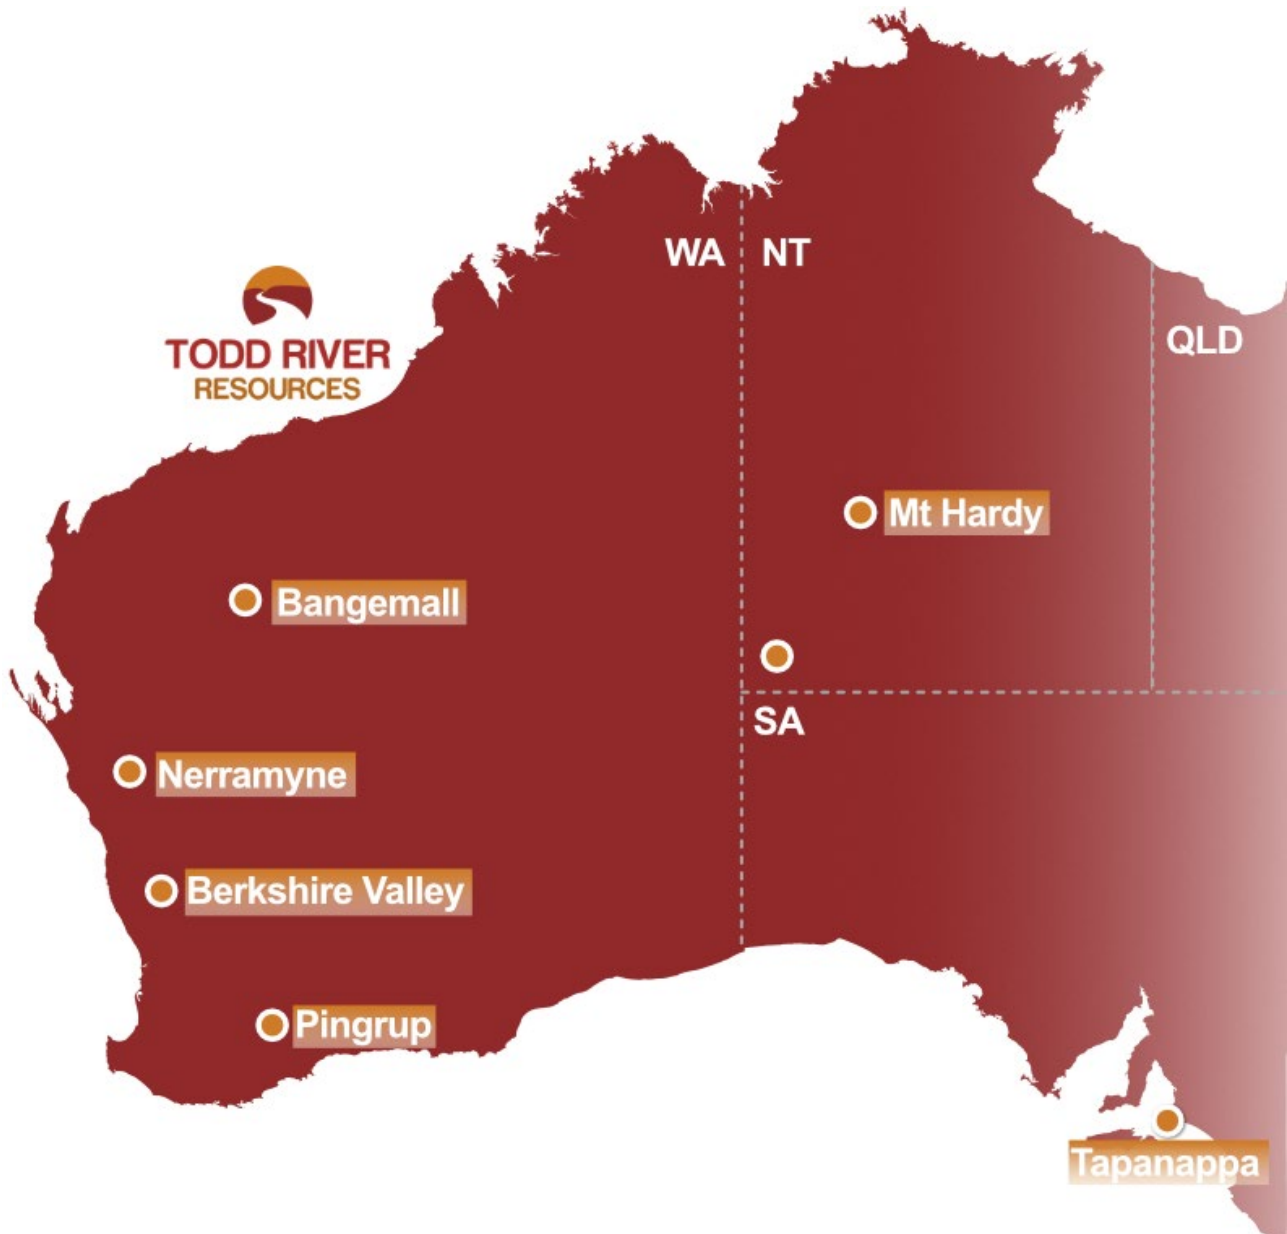 WA
NT
TODD RIVER
RESOURCES
QLD
Mt Hardy
Bangemall
SA
Nerramyne
Berkshire Valley
Pingrup
Tapanappa